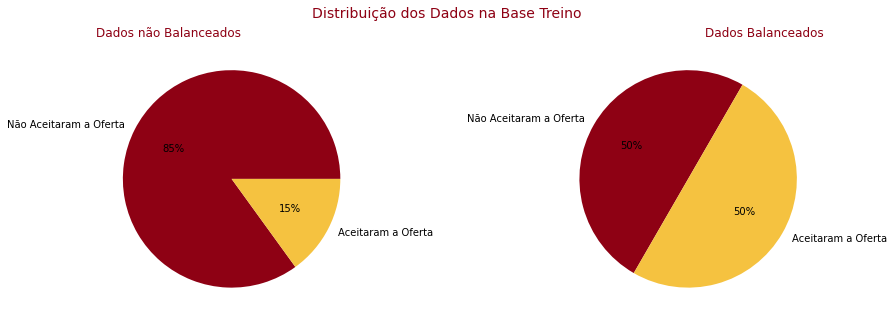 Distribuição dos Dados na Base Treino
Dados não Balanceados
Não Aceitaram a Oferta
85%
15%
Aceitaram a Oferta
Dados Balanceados
Não Aceitaram a Oferta
50%
50%
Aceitaram a Oferta